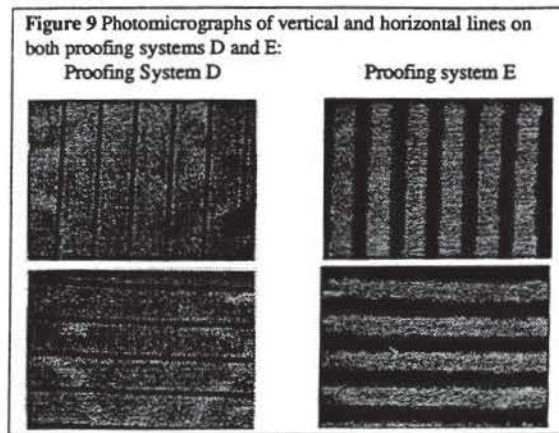 Figure 9 Photomicrographs of vertical and horizontal lines on
both proofing systems D and E:
Proofing System D Proofing system E